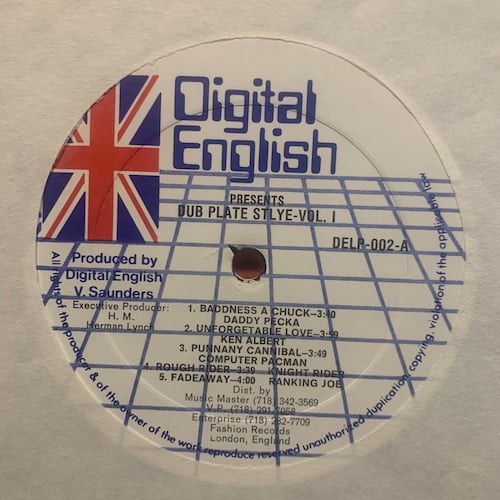 Digital
English
PRESENTS
DUB PLATE STLYE-VOL. I
DELP-002-A
Produced by
Digital English
V. Saunders
Executive Producer:
H. M.
Herman Lynch
1. BADDNESS A CHUCK—3:40
DADDY PECKA
2. UNFORGETABLE LOVE—3:59
KEN ALBERT
3. PUNNANY CANNIBAL—3:49
COMPUTER PACMAN
4. ROUGH RIDER—3:39 KNIGHT RIDER
5. FADEAWAY—4:00 RANKING JOE
Dist. by
Music Master (718) 342-3569
V.P. (718) 291-7058
Enterprise (718) 282-7709
Fashion Records
London, England
All rights of the producer & of the owner of the work reproduce reserved unauthorized duplication, copying, violation of the applicable law